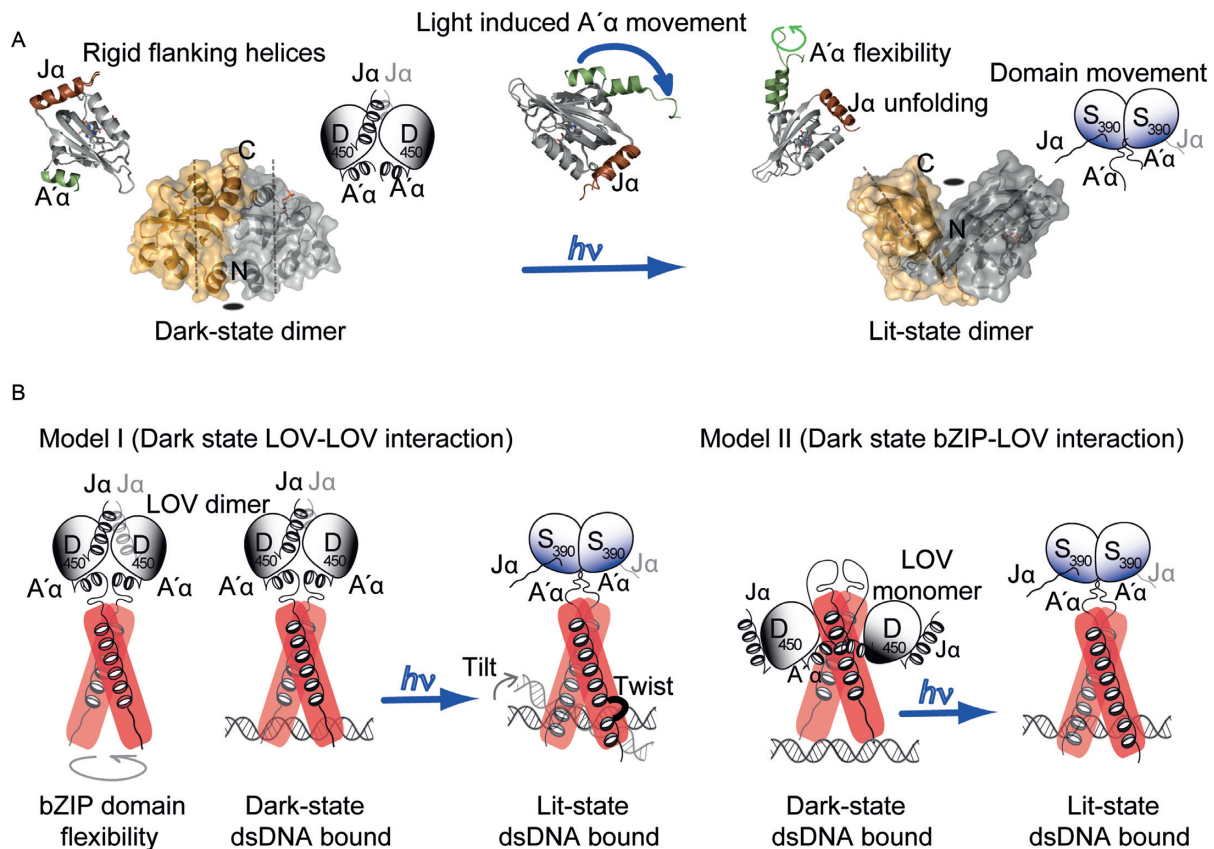 A
Rigid flanking helices
Jα
A´α
Jα Jα
D450 D450
A´α A´α
C
N
Dark-state dimer
Light induced A´α movement
Jα
hν
A´α flexibility
Jα unfolding
Domain movement
S390 S390
Jα Jα
A´α A´α
C
N
Lit-state dimer
B
Model I (Dark state LOV-LOV interaction)
Jα Jα
LOV dimer
D450 D450
A´α A´α
bZIP domain
flexibility
Jα Jα
D450 D450
A´α A´α
Dark-state
dsDNA bound
hν
S390 S390
Jα Jα
A´α A´α
Tilt
Twist
Lit-state
dsDNA bound
Model II (Dark state bZIP-LOV interaction)
LOV
monomer
Jα
D450 D450
Jα
A´α α
Dark-state
dsDNA bound
hν
S390 S390
Jα Jα
A´α A´α
Lit-state
dsDNA bound